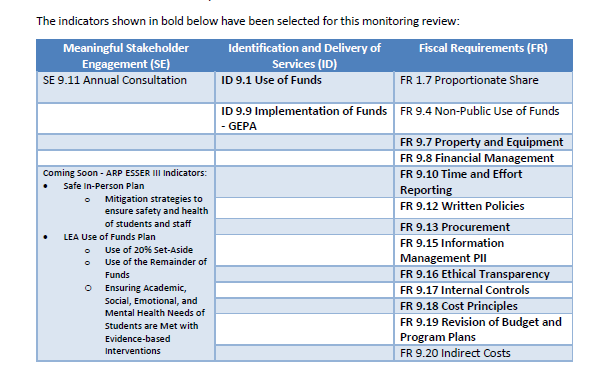 The indicators shown in bold below have been selected for this monitoring review:
Meaningful Stakeholder
Engagement (SE)
Identification and Delivery of
Services (ID)
Fiscal Requirements (FR)
SE 9.11 Annual Consultation
ID 9.1 Use of Funds
FR 1.7 Proportionate Share
ID 9.9 Implementation of Funds
- GEPA
FR 9.4 Non-Public Use of Funds
FR 9.7 Property and Equipment
FR 9.8 Financial Management
Coming Soon - ARP ESSER III Indicators:
• Safe In-Person Plan
o Mitigation strategies to
ensure safety and health
of students and staff
• LEA Use of Funds Plan
o Use of 20% Set-Aside
o Use of the Remainder of
Funds
o Ensuring Academic,
Social, Emotional, and
Mental Health Needs of
Students are Met with
Evidence-based
Interventions
FR 9.10 Time and Effort
Reporting
FR 9.12 Written Policies
FR 9.13 Procurement
FR 9.15 Information
Management PII
FR 9.16 Ethical Transparency
FR 9.17 Internal Controls
FR 9.18 Cost Principles
FR 9.19 Revision of Budget and
Program Plans
FR 9.20 Indirect Costs